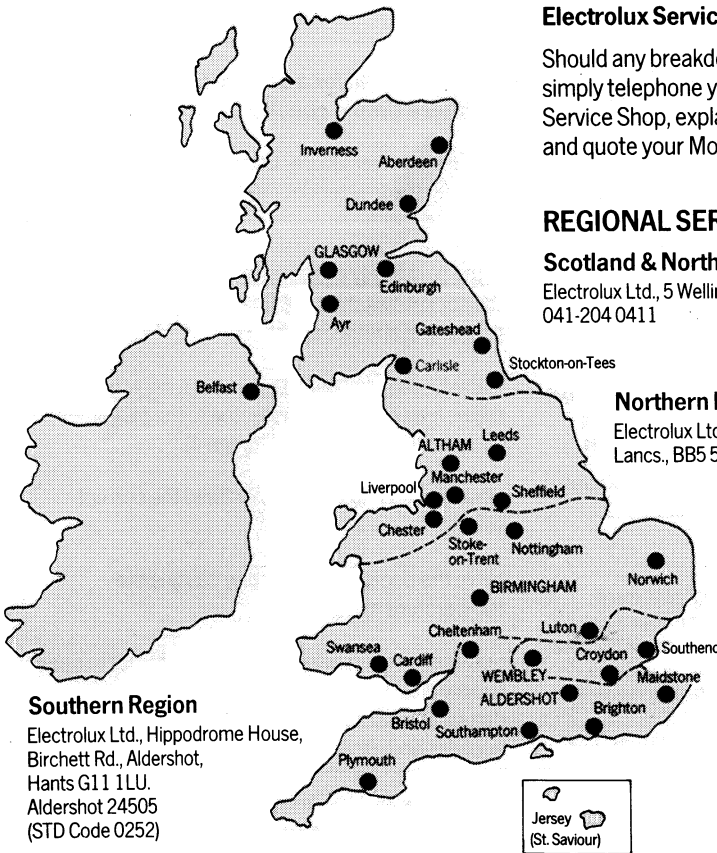 Electrolux Servic
Should any breakd
simply telephone y
Service Shop, expla
and quote your Mo
REGIONAL SER
Scotland & North
Electrolux Ltd., 5 Wellin
041-204 0411
Northern
Electrolux Ltd
Lancs., BB5 5
Inverness
Aberdeen
Dundee
GLASGOW
Edinburgh
Ayr
Gateshead
Carlisle
Stockton-on-Tees
Belfast
ALTHAM
Leeds
Manchester
Liverpool
Sheffield
Chester
Stoke-
on-Trent
Nottingham
BIRMINGHAM
Norwich
Cheltenham
Luton
Swansea
Cardiff
WEMBLEY
Croydon
Southend
Maidstone
ALDERSHOT
Brighton
Bristol
Southampton
Plymouth
Southern Region
Electrolux Ltd., Hippodrome House,
Birchett Rd., Aldershot,
Hants G11 1LU.
Aldershot 24505
(STD Code 0252)
Jersey
(St. Saviour)